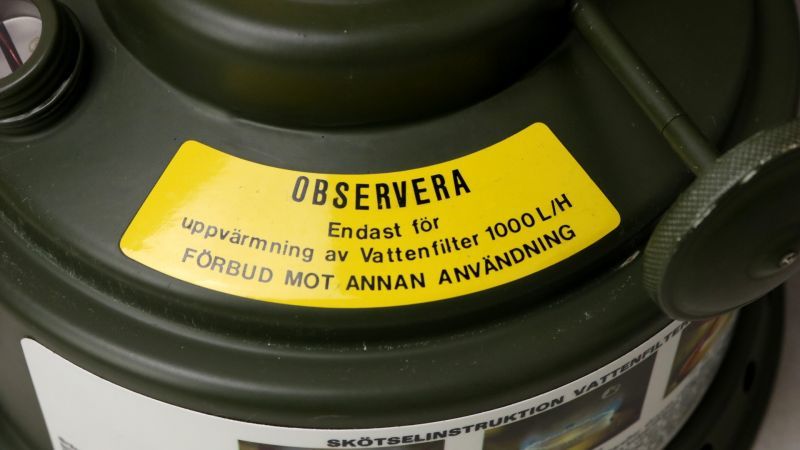 OBSERVERA
Endast för
uppvärmning av Vattenfilter 1000 L/H
FÖRBUD MOT ANNAN ANVÄNDNING
SKÖTSELINSTRUKTION VATTENFILTER